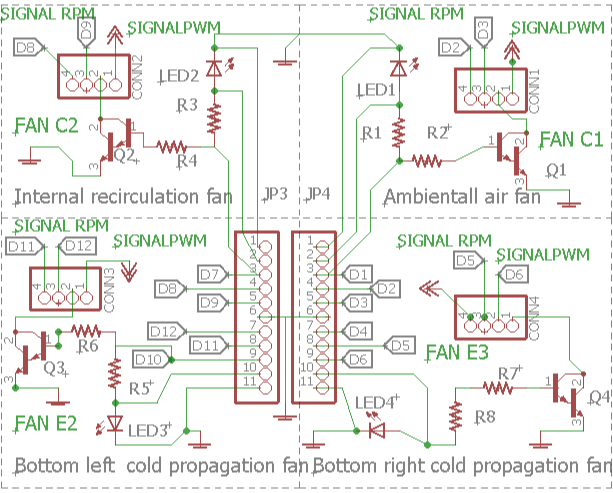 SIGNAL RPM
D8
D9
SIGNALPWM
4
3
2
1
CONN2
LED2
R3
FAN C2
2
1
3
Q2
R4
Internal recirculation fan
SIGNAL RPM
D2
D3
SIGNALPWM
4
3
2
1
CONN1
LED1
R1
R2
FAN C1
1
2
3
Q1
Ambientall air fan
JP3
JP4
SIGNAL RPM
D11
D12
SIGNALPWM
4
3
2
1
CONN3
2
1
3
Q3
R6
R5
D10
LED3
FAN E2
Bottom left cold propagation fan
1
2
3
4
5
6
7
8
9
10
11
D7
D8
D9
D12
D11
1
2
3
4
5
6
7
8
9
10
11
D1
D2
D3
D4
D5
D6
SIGNAL RPM
D5
SIGNALPWM
D6
4
3
2
1
CONN4
FAN E3
LED4
R7
R8
1
2
3
Q4
Bottom right cold propagation fan